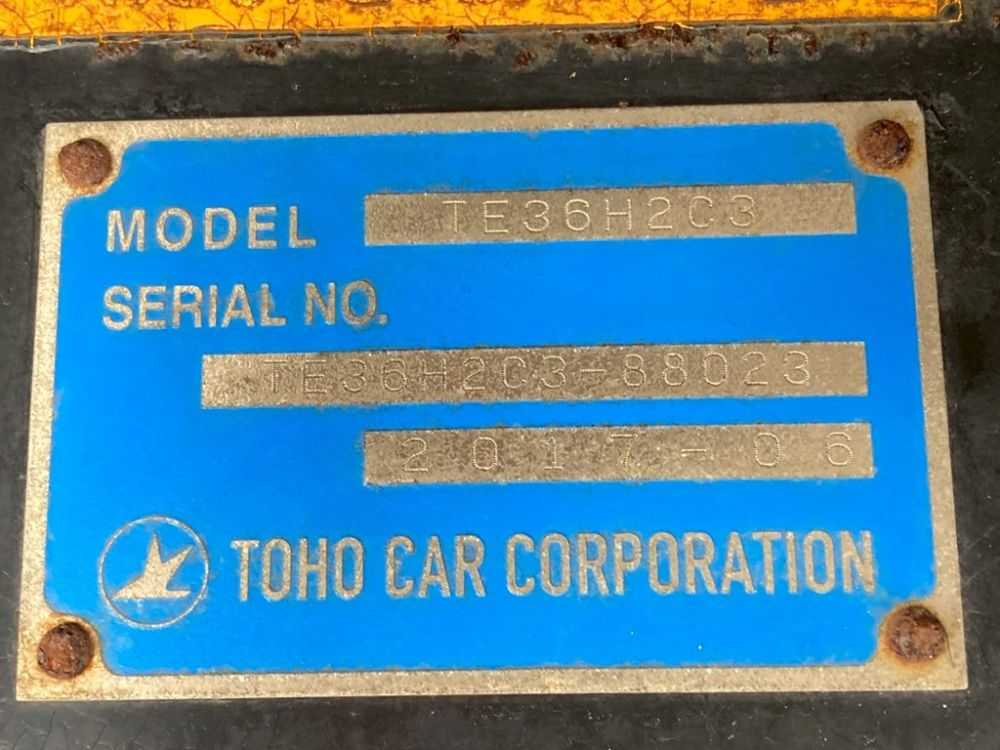 MODEL TE36H2C3
SERIAL NO.
TE36H2C3-88023
2017-06
TOHO CAR CORPORATION